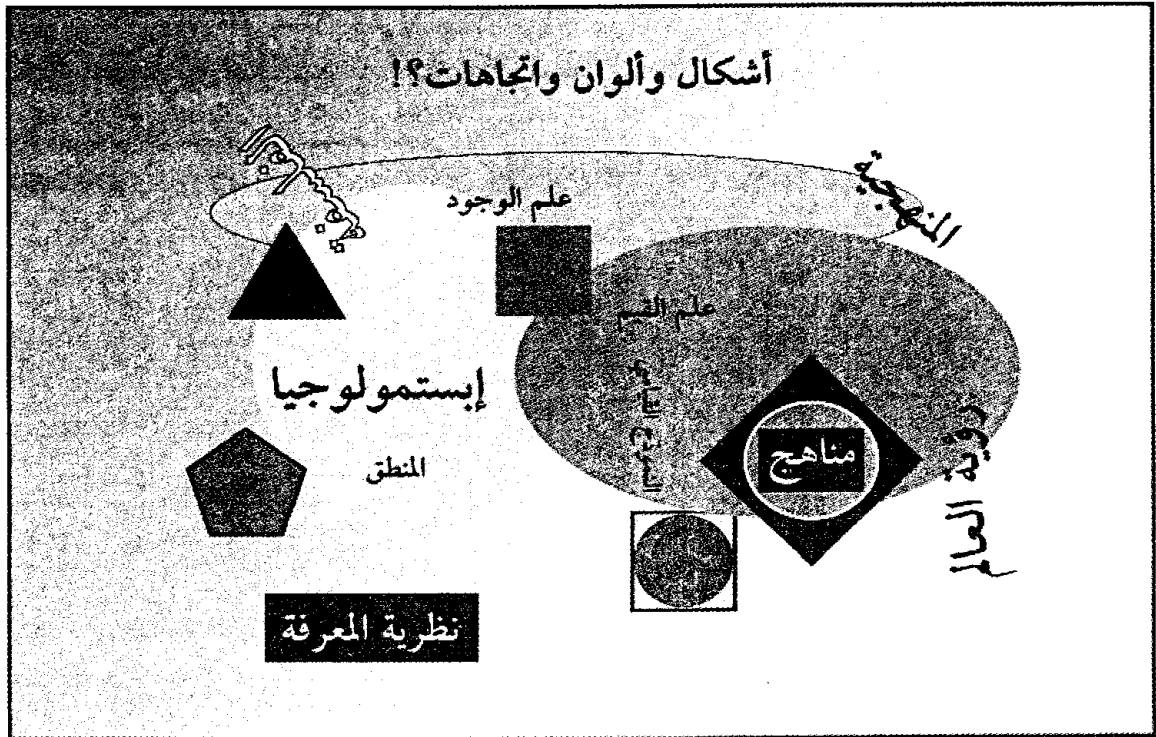 أشكال وألوان واتجاهات؟!
المنهجية
علم الوجود
علم القيم
إبستمولوجيا
مناهج
رؤية العالم
المنطق
نظرية المعرفة